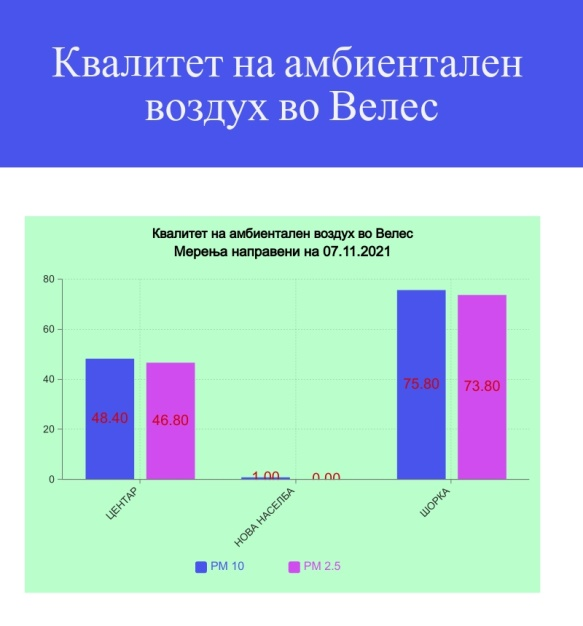 Квалитет на амбиентален
воздух во Велес
Квалитет на амбиентален воздух во Велес
Мерења направени на 07.11.2021
80
60
40
20
0
48.40
46.80
1.00
0.00
75.80
73.80
ЦЕНТАР
НОВА НАСЕЛБА
ШОРКА
PM 10
PM 2.5